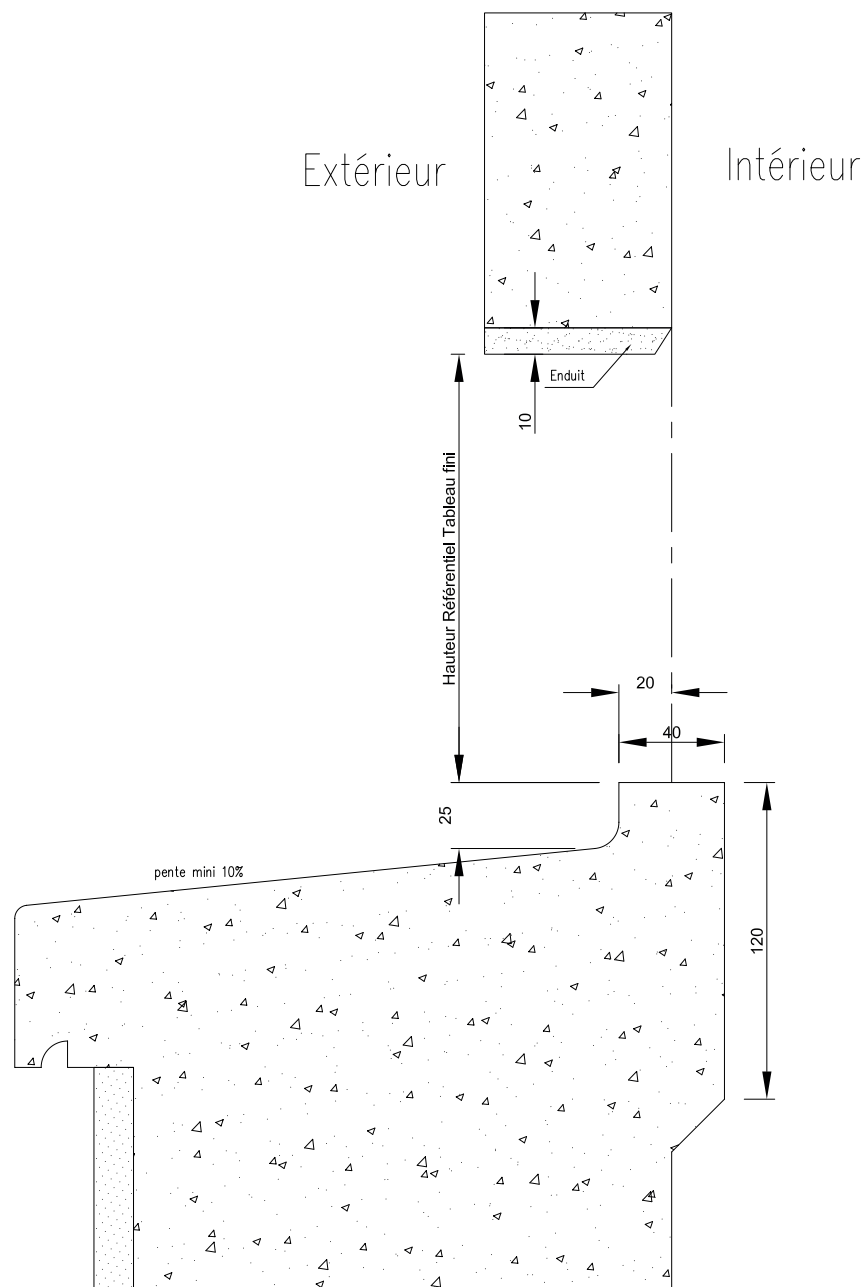 Extérieur
Intérieur
Enduit
10
Hauteur Référentiel Tableau fini
20
40
25
pente mini 10%
120